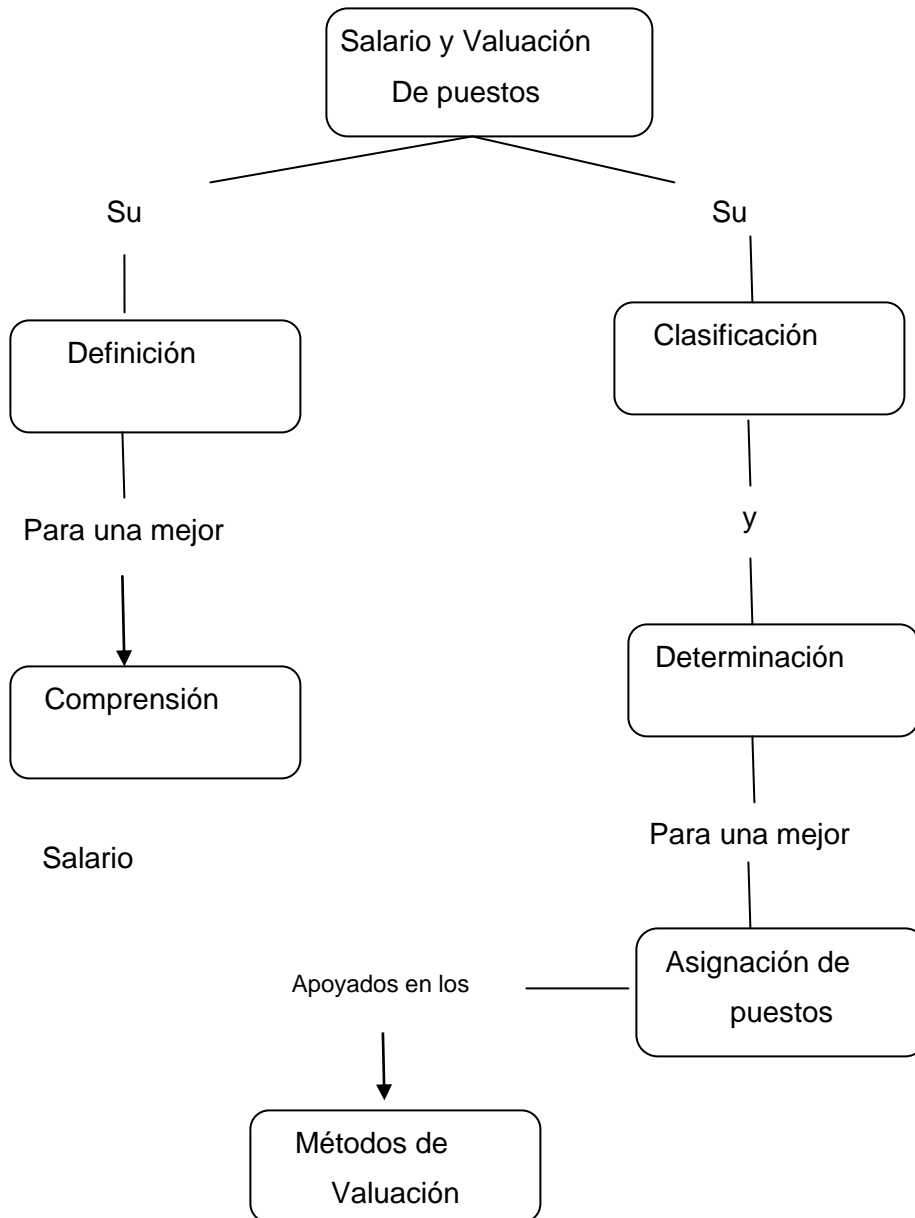 Salario y Valuación
De puestos
Su
Su
Definición
Clasificación
Para una mejor
y
Comprensión
Determinación
Salario
Para una mejor
Apoyados en los
Asignación de
puestos
Métodos de
Valuación